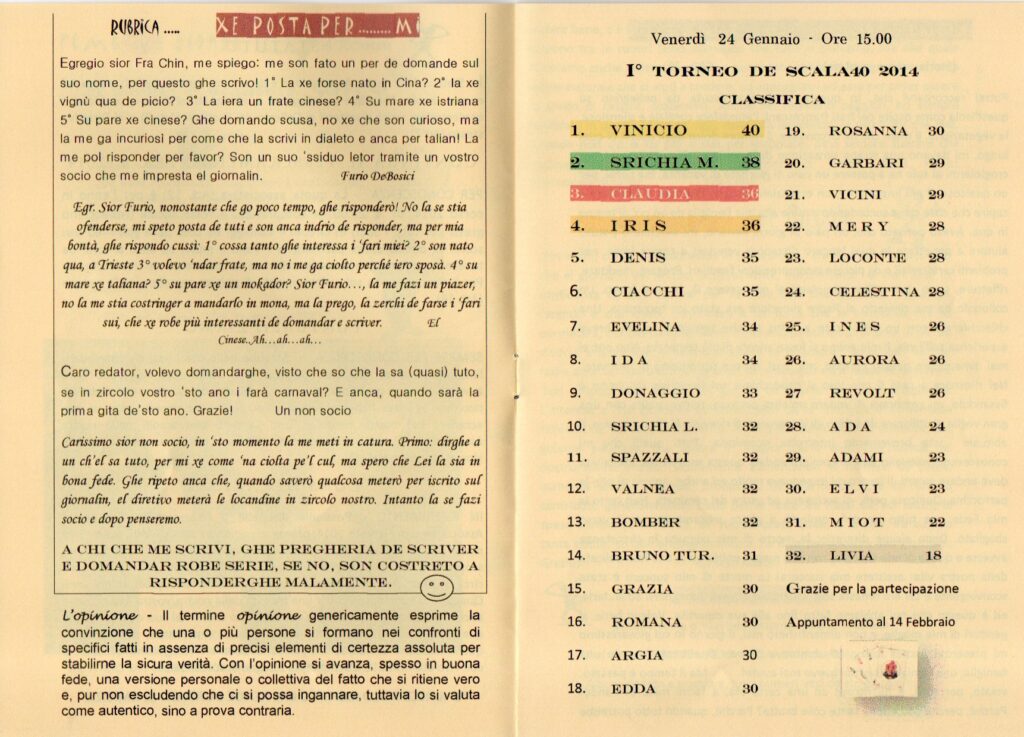 RUBRICA ..... XE POSTA PER ......... Mi
Egregio sior Fra Chin, me spiego: me son fato un per de domande sul
suo nome, per questo ghe scrivo! 1° La xe forse nato in Cina? 2° la xe
vignù qua de picio? 3° La iera un frate cinese? 4° Su mare xe istriana
5° Su pare xe cinese? Ghe domando scusa, no xe che son curioso, ma
la me ga incuriosi per come che la scrivi in dialeto e anca per talian! La
me pol risponder per favor? Son un suo 'ssiduo letor tramite un vostro
socio che me impresta el giornalin. Furio DeBosici
Egr. Sior Furio, nonostante che go poco tempo, ghe risponderò! No la se stia
ofenderse, mi speto posta de tuti e son anca indrio de risponder, ma per mia
bontà, ghe rispondo cussì: 1° cossa tanto ghe interessa i 'fari miei? 2° son nato
qua, a Trieste 3° volevo 'ndar frate, ma no i me ga ciolto perché iero sposà. 4° su
mare xe taliana? 5° su pare xe un mokador? Sior Furio..., la me fazi un piazer,
no la me stia costringer a mandarlo in mona, ma la prego, la zerchi de farse i 'fari
sui, che xe robe più interessanti de domandar e scriver. El
Cinese..Ah...ah...ah...
Caro redator, volevo domandarghe, visto che so che la sa (quasi) tuto,
se in zircolo vostro 'sto ano i farà carnaval? E anca, quando sarà la
prima gita de'sto ano. Grazie! Un non socio
Carissimo sior non socio, in 'sto momento la me meti in catura. Primo: dirghe a
un ch'el sa tuto, per mi xe come 'na ciolta pe'l cul, ma spero che Lei la sia in
bona fede. Ghe ripeto anca che, quando saverò qualcosa meterò per iscrito sul
giornalin, el diretivo meterà le locandine in zircolo nostro. Intanto la se fazi
socio e dopo penseremo.
A CHI CHE ME SCRIVI, GHE PREGHERIA DE SCRIVER
E DOMANDAR ROBE SERIE, SE NO, SON COSTRETO A
RISPONDERGHE MALAMENTE.
L'opinione - Il termine opinione genericamente esprime la
convinzione che una o più persone si formano nei confronti di
specifici fatti in assenza di precisi elementi di certezza assoluta per
stabilirne la sicura verità. Con l'opinione si avanza, spesso in buona
fede, una versione personale o collettiva del fatto che si ritiene vero
e, pur non escludendo che ci si possa ingannare, tuttavia lo si valuta
come autentico, sino a prova contraria.
Venerdì 24 Gennaio - Ore 15.00
I° TORNEO DE SCALA40 2014
CLASSIFICA
1. VINICIO 40
2. SRICHIA M. 38
3. CLAUDIA 36
4. IRIS 36
5. DENIS 35
6. CIACCHI 35
7. EVELINA 34
8. IDA 34
9. DONAGGIO 33
10. SRICHIA L. 32
11. SPAZZALI 32
12. VALNEA 32
13. BOMBER 32
14. BRUNO TUR. 31
15. GRAZIA 30
16. ROMANA 30
17. ARGIA 30
18. EDDA 30
19. ROSANNA 30
20. GARBARI 29
21. VICINI 29
22. MERY 28
23. LOCONTE 28
24. CELESTINA 28
25. INES 26
26. AURORA 26
27 REVOLT 26
28. ADA 24
29. ADAMI 23
30. ELVI 23
31. MIOT 22
32. LIVIA 18
Grazie per la partecipazione
Appuntamento al 14 Febbraio